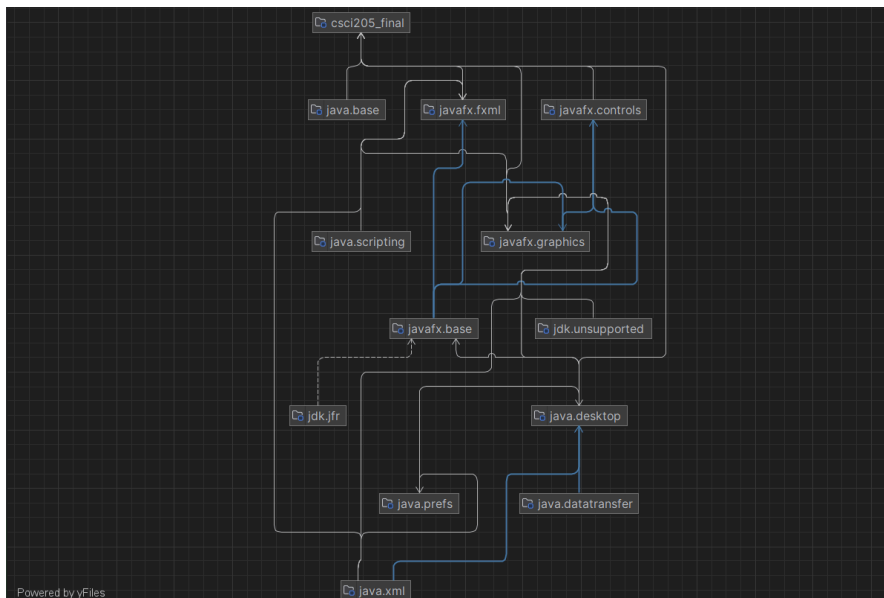 csci205_final
java.base
javafx.fxml
javafx.controls
java.scripting
javafx.graphics
javafx.base
jdk.unsupported
jdk.jfr
java.desktop
java.prefs
java.datatransfer
java.xml
Powered by yFiles